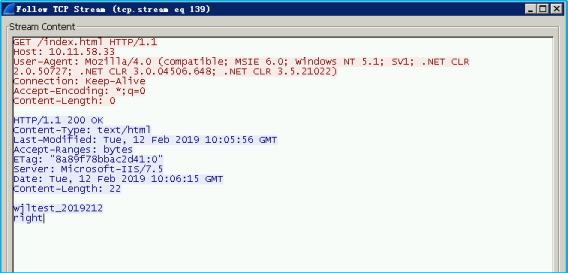 Follow TCP Stream (tcp.stream eq 139)
Stream Content
GET /index.html HTTP/1.1
Host: 10.11.58.33
User-Agent: Mozilla/4.0 (compatible; MSIE 6.0; Windows NT 5.1; SV1; .NET CLR
2.0.50727; .NET CLR 3.0.04506.648; .NET CLR 3.5.21022)
Connection: Keep-Alive
Accept-Encoding: *;q=0
Content-Length: 0
HTTP/1.1 200 OK
Content-Type: text/html
Last-Modified: Tue, 12 Feb 2019 10:05:56 GMT
Accept-Ranges: bytes
ETag: "8a89f78bbac2d41:0"
Server: Microsoft-IIS/7.5
Date: Tue, 12 Feb 2019 10:06:15 GMT
Content-Length: 22
wjltest_2019212
right